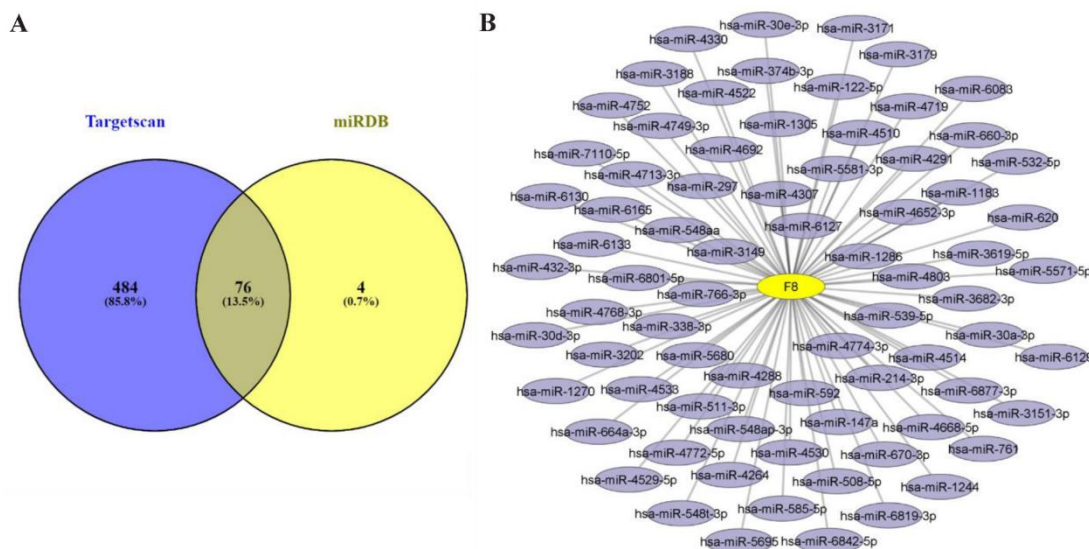 A
B
Targetscan
miRDB
484
(85.8%)
76
(13.5%)
4
(0.7%)
hsa-miR-30e-3p
hsa-miR-3171
hsa-miR-4330
hsa-miR-3179
hsa-miR-374b-3p
hsa-miR-3188
hsa-miR-122-5p
hsa-miR-6083
hsa-miR-4522
hsa-miR-4752
hsa-miR-4719
hsa-miR-4749-3p
hsa-miR-1305
hsa-miR-4510
hsa-miR-660-3p
hsa-miR-4692
hsa-miR-7110-5p
hsa-miR-4291
hsa-miR-532-5p
hsa-miR-5581-3p
hsa-miR-4713-3p
hsa-miR-297
hsa-miR-4307
hsa-miR-1183
hsa-miR-6130
hsa-miR-6165
hsa-miR-4652-3p
hsa-miR-620
hsa-miR-548aa
hsa-miR-6127
hsa-miR-6133
hsa-miR-3149
hsa-miR-1286
hsa-miR-3619-5p
hsa-miR-432-3p
hsa-miR-6801-5p
hsa-miR-4803
hsa-miR-5571-5p
F8
hsa-miR-766-3p
hsa-miR-3682-3p
hsa-miR-4768-3p
hsa-miR-539-5p
hsa-miR-30d-3p
hsa-miR-338-3p
hsa-miR-30a-3p
hsa-miR-3202
hsa-miR-5680
hsa-miR-4774-3p
hsa-miR-4514
hsa-miR-6129
hsa-miR-4288
hsa-miR-214-3p
hsa-miR-1270
hsa-miR-4533
hsa-miR-592
hsa-miR-6877-3p
hsa-miR-511-3p
hsa-miR-3151-3p
hsa-miR-664a-3p
hsa-miR-548ap-3p
hsa-miR-147a
hsa-miR-4668-5p
hsa-miR-761
hsa-miR-4772-5p
hsa-miR-4530
hsa-miR-670-3p
hsa-miR-4529-5p
hsa-miR-4264
hsa-miR-508-5p
hsa-miR-1244
hsa-miR-548t-3p
hsa-miR-585-5p
hsa-miR-6819-3p
hsa-miR-5695
hsa-miR-6842-5p